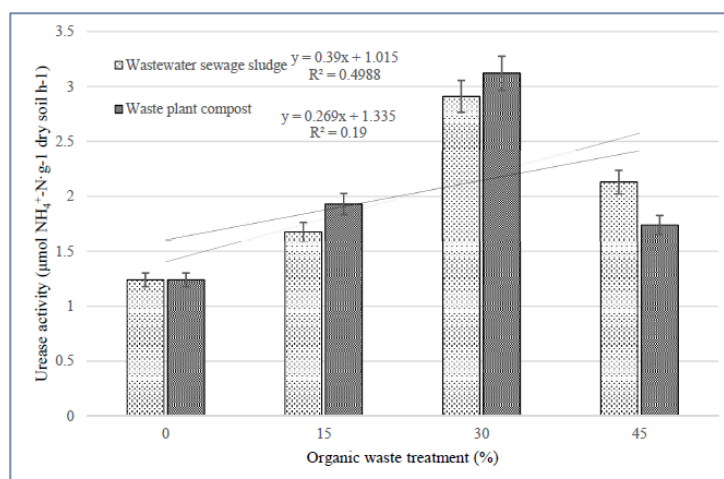 Urease activity (µmol NH₄⁺-N·g-1 dry soil h-1)
3.5
3
2.5
2
1.5
1
0.5
0
Wastewater sewage sludge
y = 0.39x + 1.015
R² = 0.4988
Waste plant compost
y = 0.269x + 1.335
R² = 0.19
0 15 30 45
Organic waste treatment (%)